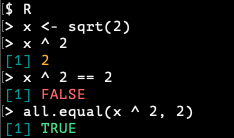 $ R
> x <- sqrt(2)
> x ^ 2
[1] 2
> x ^ 2 == 2
[1] FALSE
> all.equal(x ^ 2, 2)
[1] TRUE